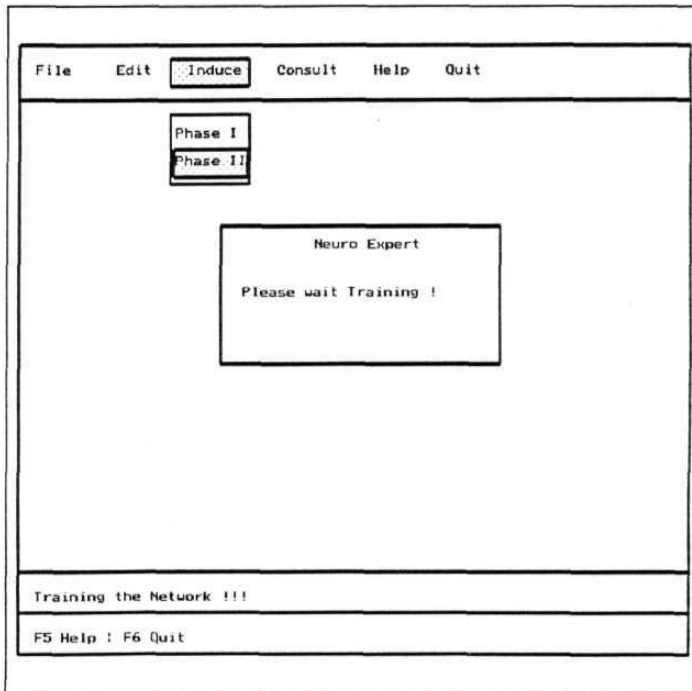 File Edit Induce Consult Help Quit
Phase I
Phase II
Neuro Expert
Please wait Training !
Training the Network !!!
F5 Help | F6 Quit